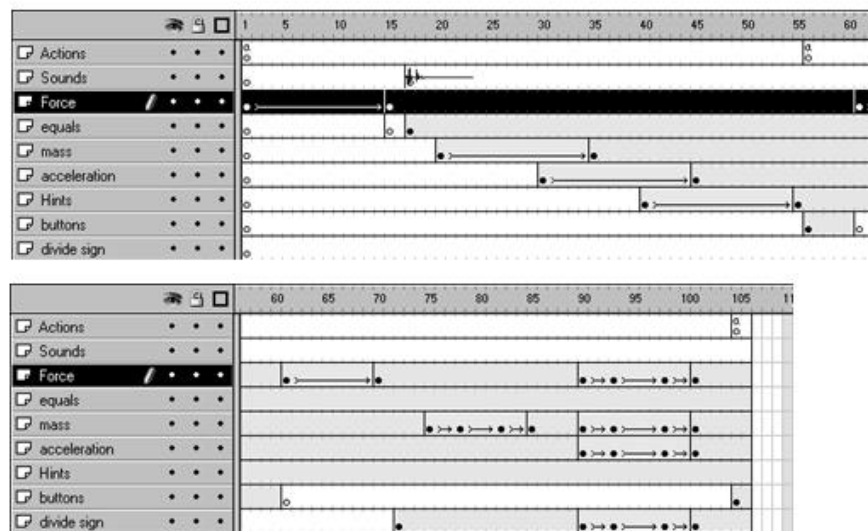 1 5 10 15 20 25 30 35 40 45 50 55 60
Actions
a
a
Sounds
Force
equals
mass
acceleration
Hints
buttons
divide sign
60 65 70 75 80 85 90 95 100 105 11
Actions
a
Sounds
Force
equals
mass
acceleration
Hints
buttons
divide sign